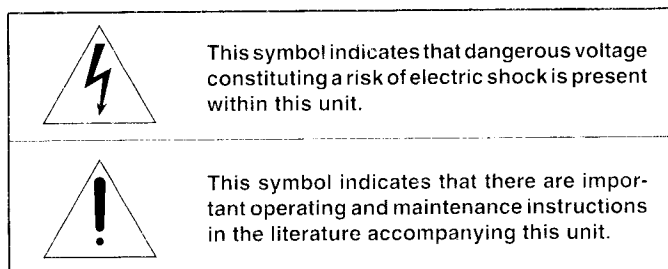 This symbol indicates that dangerous voltage
constituting a risk of electric shock is present
within this unit.
This symbol indicates that there are impor-
tant operating and maintenance instructions
in the literature accompanying this unit.